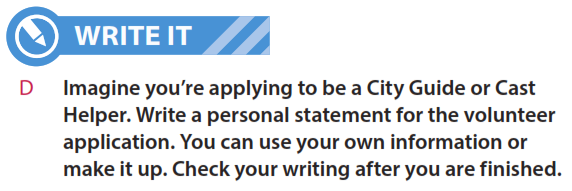 WRITE IT
D Imagine you're applying to be a City Guide or Cast
Helper. Write a personal statement for the volunteer
application. You can use your own information or
make it up. Check your writing after you are finished.